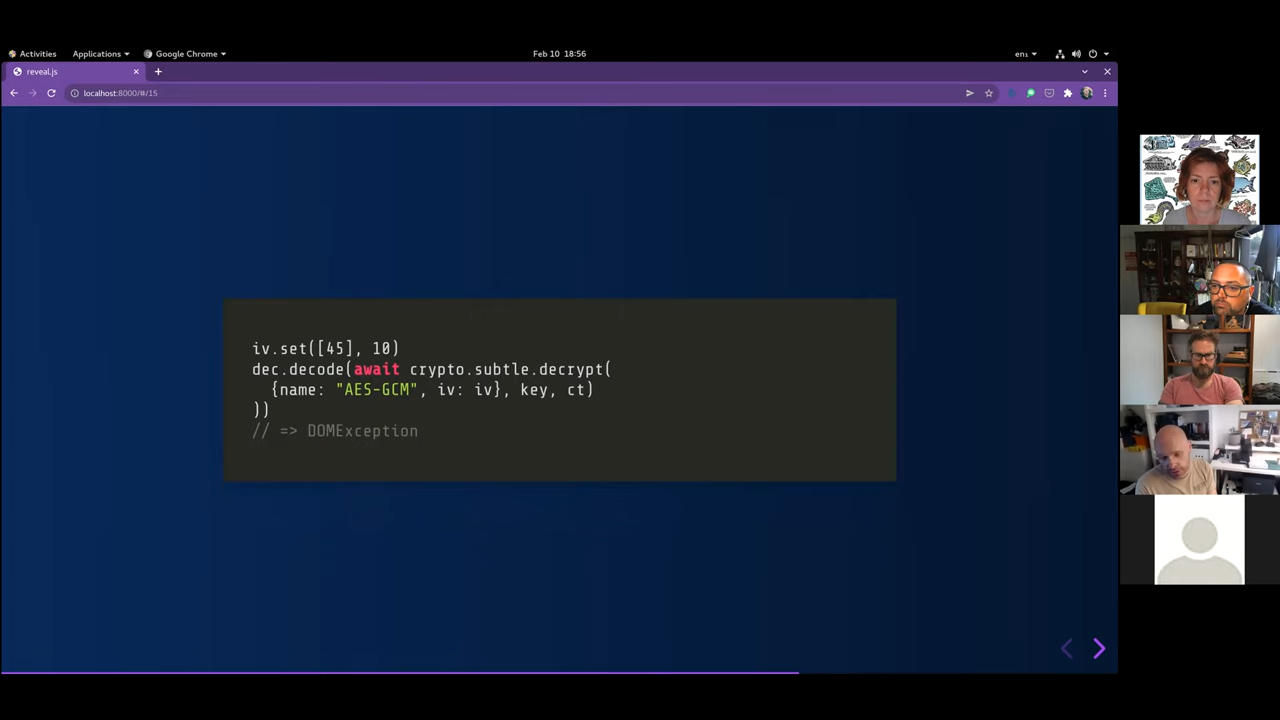 Activities Applications Google Chrome Feb 10 18:56 en₁
reveal.js
localhost:8000/#/15
iv.set([45], 10)
dec.decode(await crypto.subtle.decrypt(
{name: "AES-GCM", iv: iv}, key, ct)
))
// => DOMException